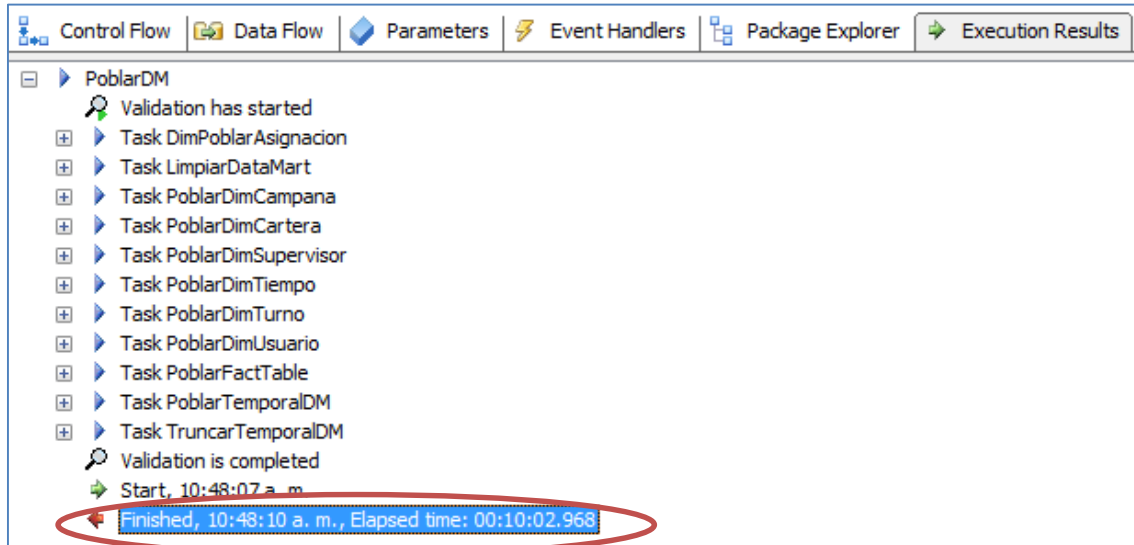 Control Flow Data Flow Parameters Event Handlers Package Explorer Execution Results
PoblarDM
Validation has started
Task DimPoblarAsignacion
Task LimpiarDataMart
Task PoblarDimCampana
Task PoblarDimCartera
Task PoblarDimSupervisor
Task PoblarDimTiempo
Task PoblarDimTurno
Task PoblarDimUsuario
Task PoblarFactTable
Task PoblarTemporalDM
Task TruncarTemporalDM
Validation is completed
Start, 10:48:07 a. m.
Finished, 10:48:10 a. m., Elapsed time: 00:10:02.968